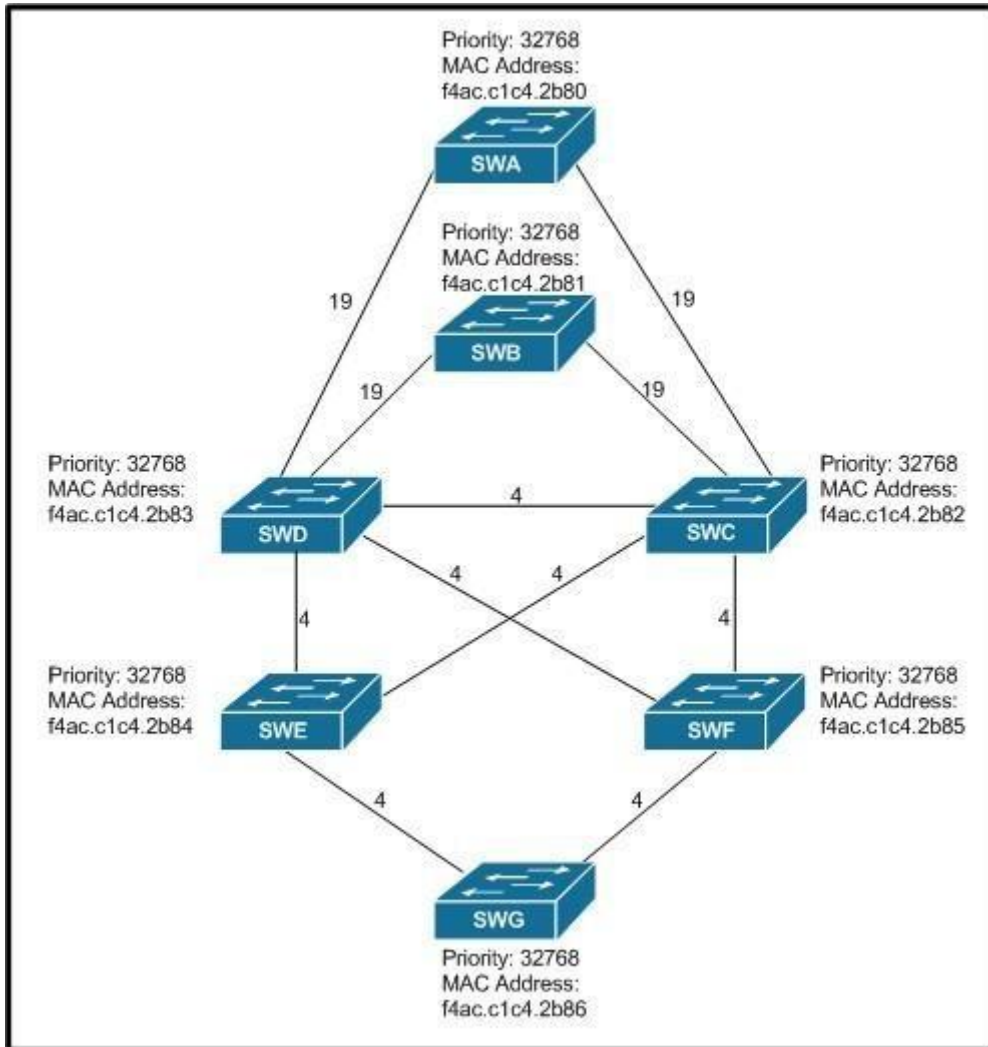 Priority: 32768
MAC Address:
f4ac.c1c4.2b80
SWA
Priority: 32768
MAC Address:
f4ac.c1c4.2b81
19
19
SWB
19
19
Priority: 32768
MAC Address:
f4ac.c1c4.2b83
SWD
4
Priority: 32768
MAC Address:
f4ac.c1c4.2b82
SWC
4
4
4
4
Priority: 32768
MAC Address:
f4ac.c1c4.2b84
SWE
Priority: 32768
MAC Address:
f4ac.c1c4.2b85
SWF
4
4
SWG
Priority: 32768
MAC Address:
f4ac.c1c4.2b86